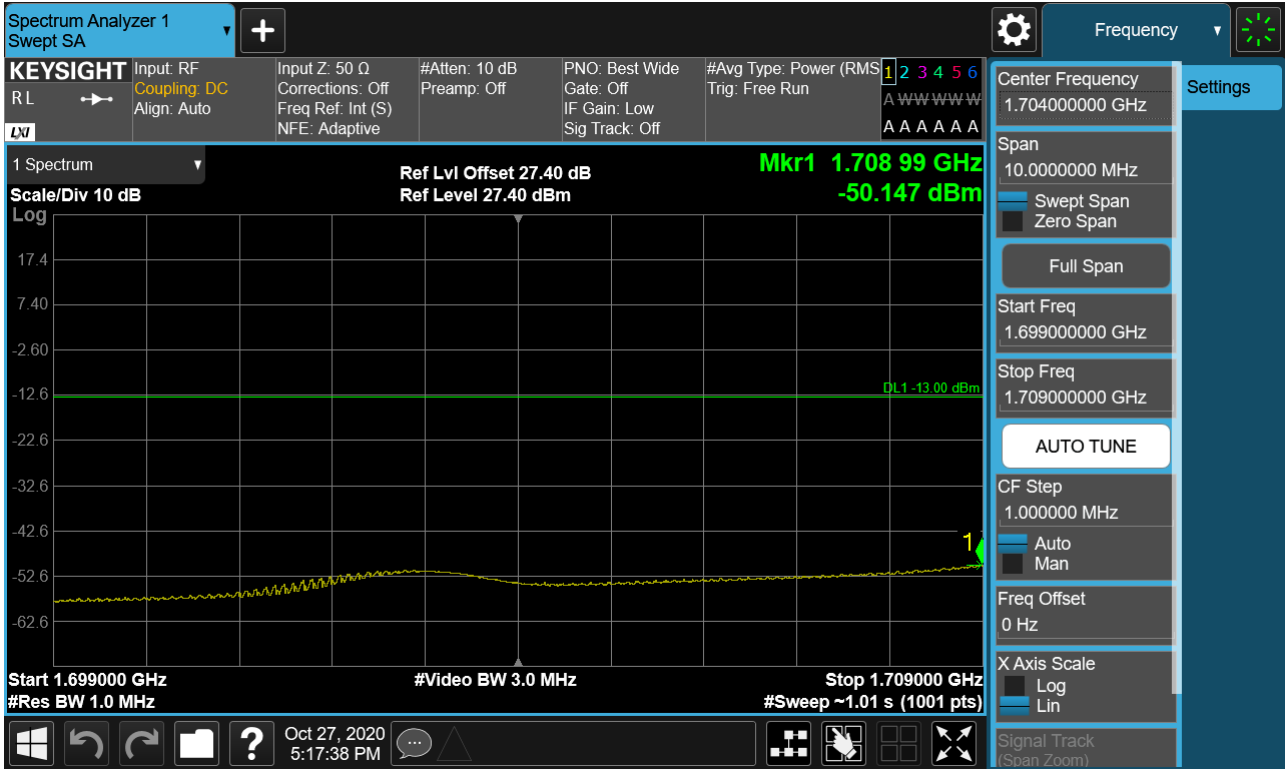 Spectrum Analyzer 1
Swept SA
Frequency
KEYSIGHT
R L
LXI
Input: RF
Coupling: DC
Align: Auto
Input Z: 50 Ω
Corrections: Off
Freq Ref: Int (S)
NFE: Adaptive
#Atten: 10 dB
Preamp: Off
PNO: Best Wide
Gate: Off
IF Gain: Low
Sig Track: Off
#Avg Type: Power (RMS
Trig: Free Run
1 2 3 4 5 6
A W W W W W
A A A A A A
1 Spectrum
Scale/Div 10 dB
Log
Ref Lvl Offset 27.40 dB
Ref Level 27.40 dBm
Mkr1 1.708 99 GHz
-50.147 dBm
17.4
7.40
-2.60
-12.6
-22.6
-32.6
-42.6
-52.6
-62.6
DL1 -13.00 dBm
1
Start 1.699000 GHz
#Res BW 1.0 MHz
#Video BW 3.0 MHz
Stop 1.709000 GHz
#Sweep ~1.01 s (1001 pts)
Center Frequency
1.704000000 GHz
Span
10.0000000 MHz
Swept Span
Zero Span
Full Span
Start Freq
1.699000000 GHz
Stop Freq
1.709000000 GHz
AUTO TUNE
CF Step
1.000000 MHz
Auto
Man
Freq Offset
0 Hz
X Axis Scale
Log
Lin
Signal Track
(Span Zoom)
Settings
?
Oct 27, 2020
5:17:38 PM